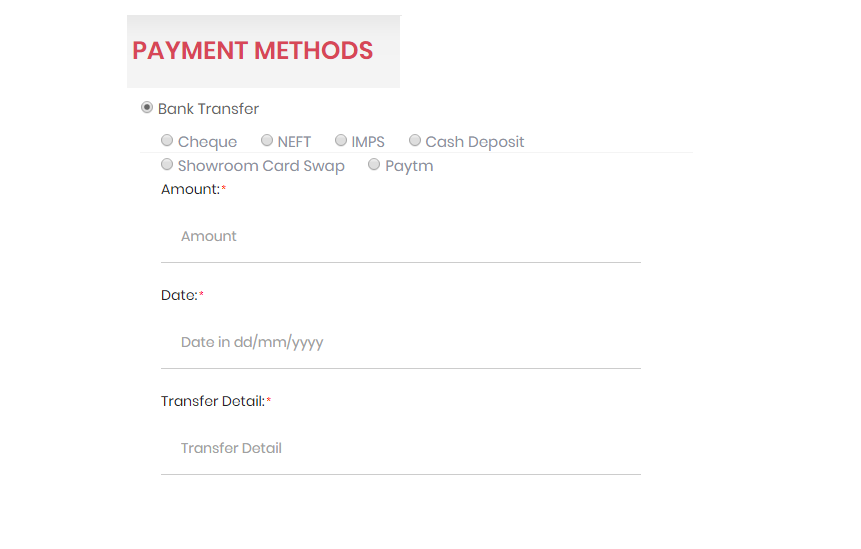 PAYMENT METHODS
Bank Transfer
Cheque NEFT IMPS Cash Deposit
Showroom Card Swap Paytm
Amount:*
Amount
Date:*
Date in dd/mm/yyyy
Transfer Detail:*
Transfer Detail